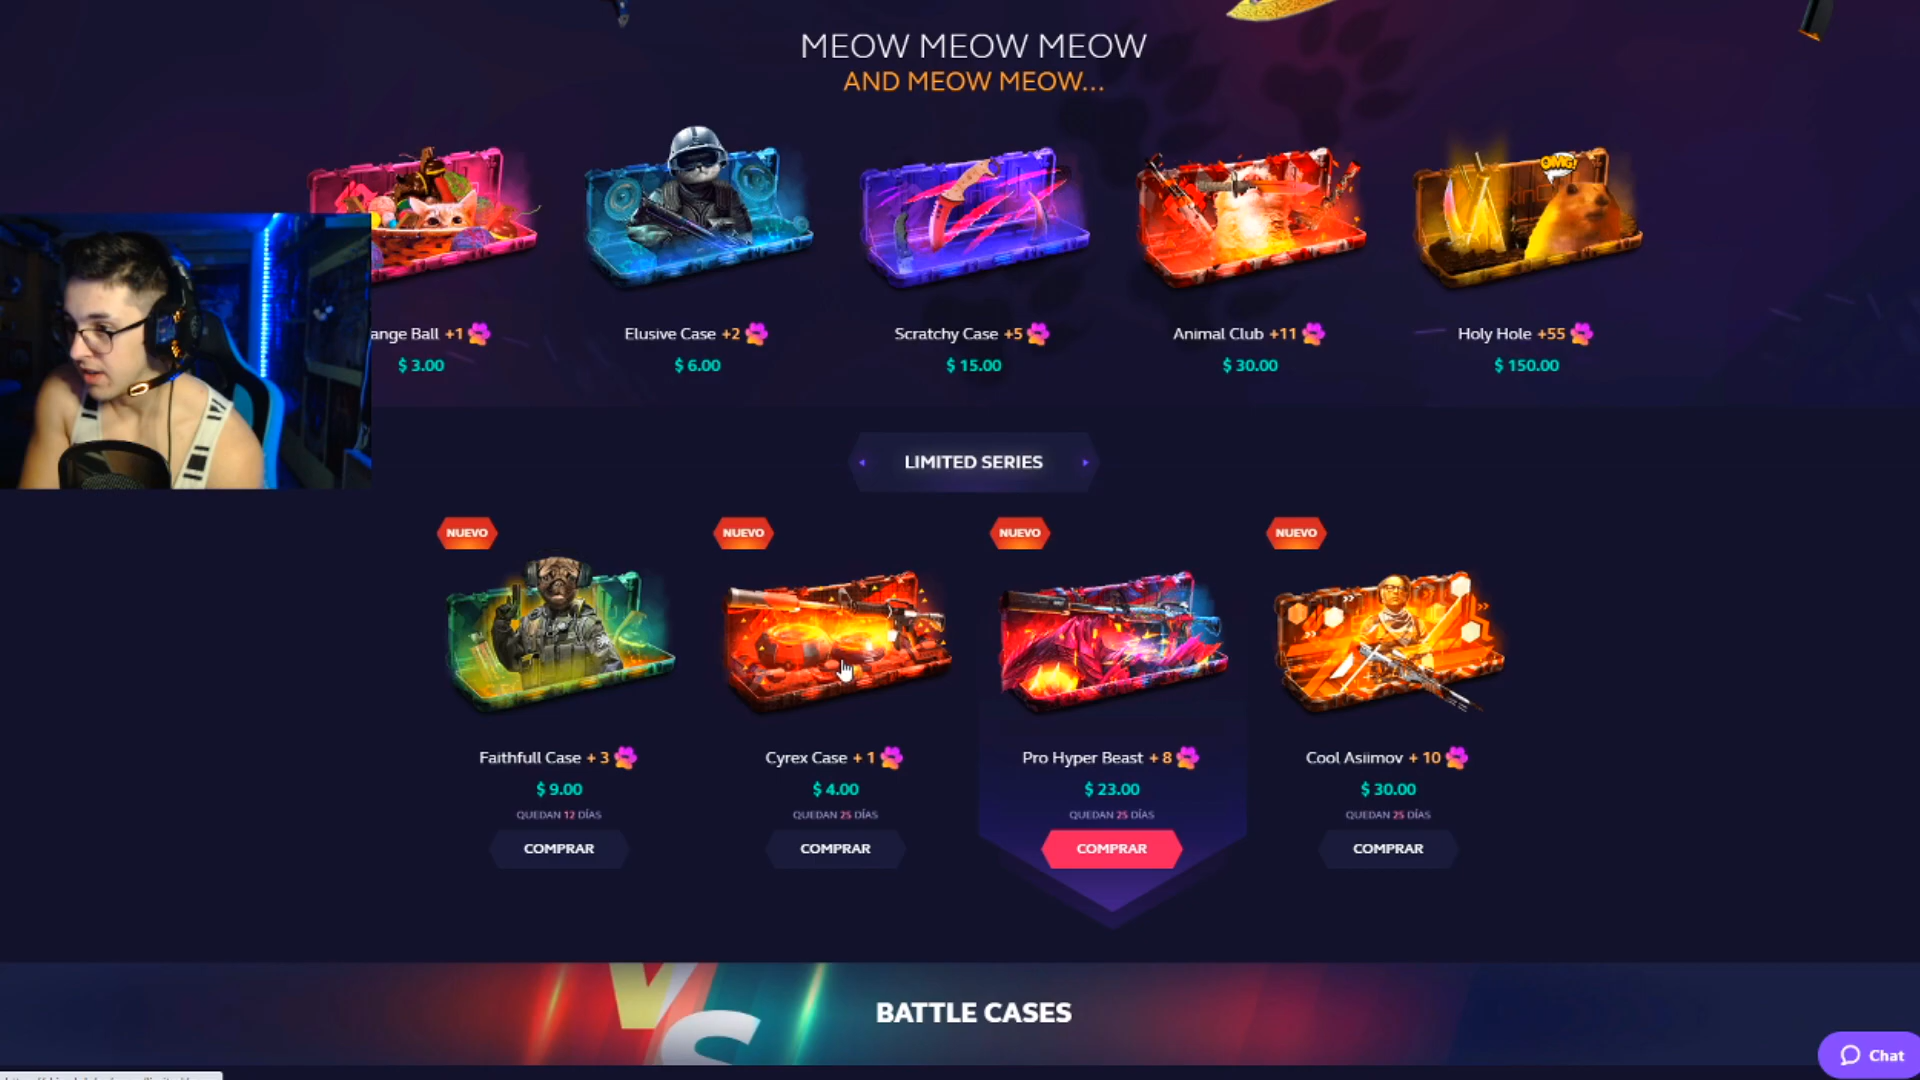 MEOW MEOW MEOW
AND MEOW MEOW...
OMG!
ange Ball +1
$ 3.00
Elusive Case +2
$ 6.00
Scratchy Case +5
$ 15.00
Animal Club +11
$ 30.00
Holy Hole +55
$ 150.00
LIMITED SERIES
NUEVO
NUEVO
NUEVO
NUEVO
Faithfull Case + 3
$ 9.00
QUEDAN 12 DÍAS
COMPRAR
Cyrex Case + 1
$ 4.00
QUEDAN 25 DÍAS
COMPRAR
Pro Hyper Beast + 8
$ 23.00
QUEDAN 25 DÍAS
COMPRAR
Cool Asiimov + 10
$ 30.00
QUEDAN 25 DÍAS
COMPRAR
VS
BATTLE CASES
Chat